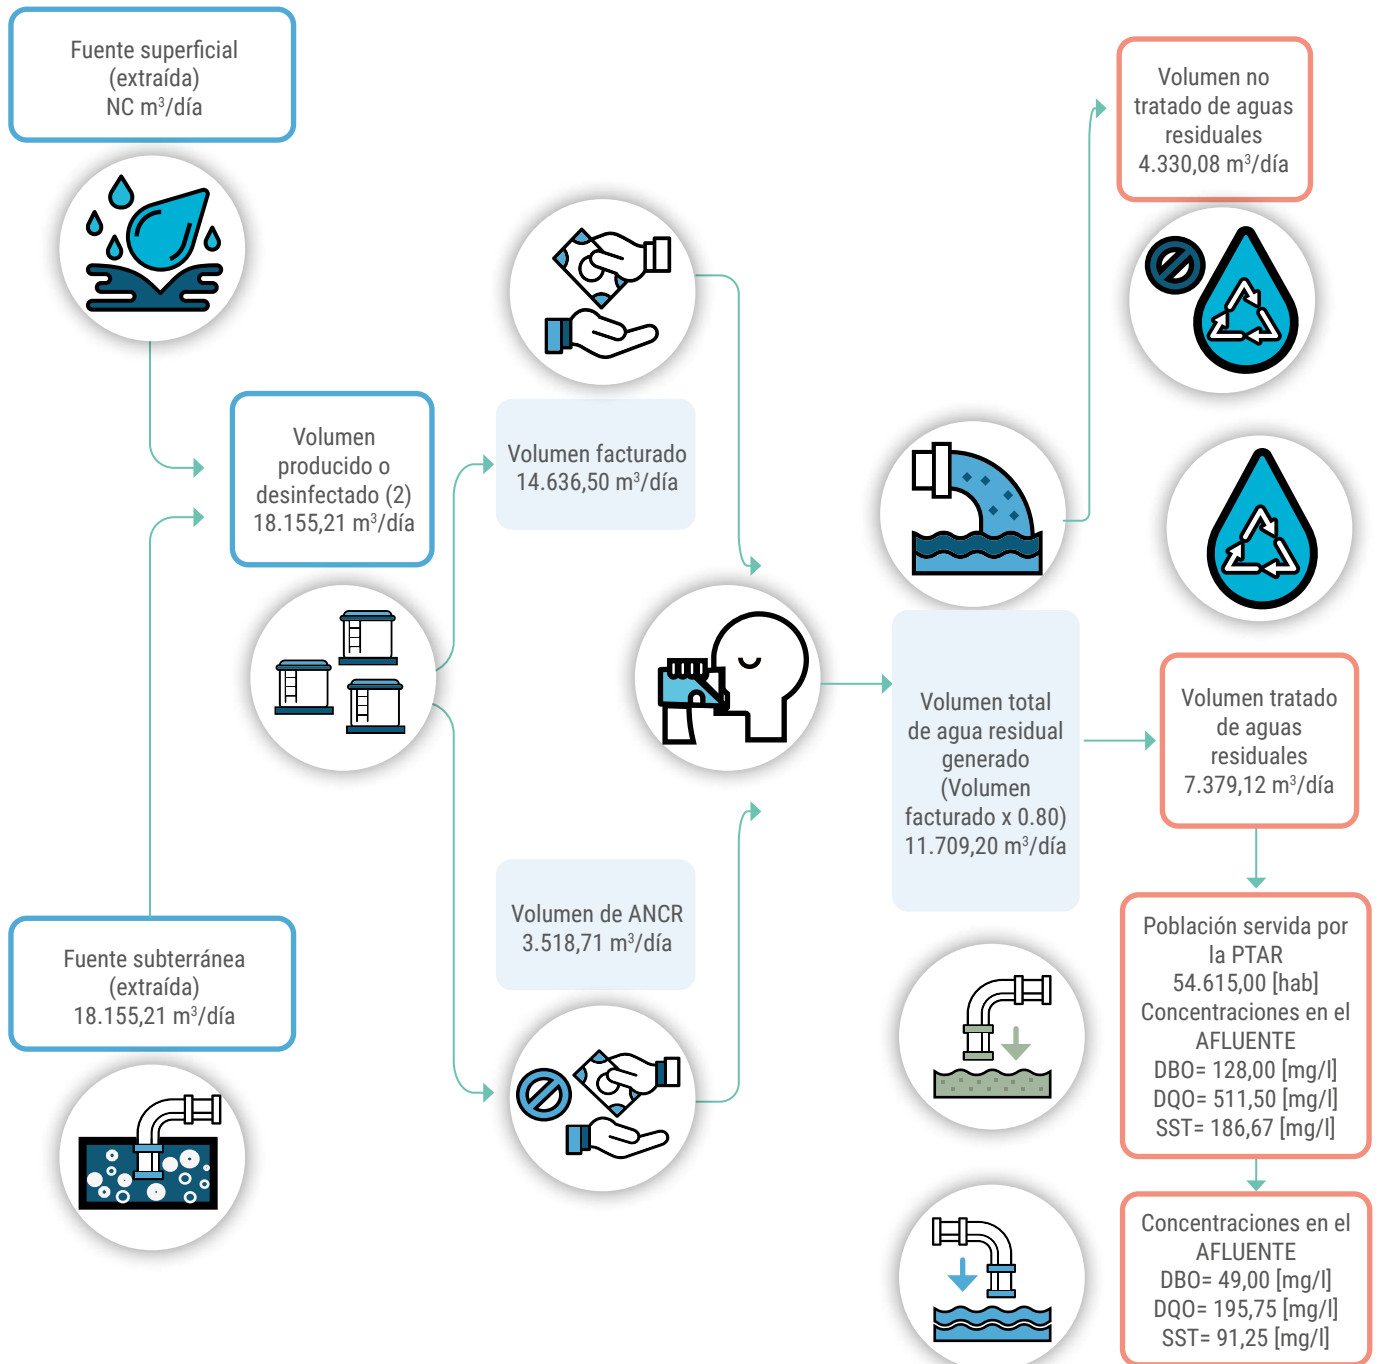 Fuente superficial
(extraída)
NC m³/día
Fuente subterránea
(extraída)
18.155,21 m³/día
Volumen
producido o
desinfectado (2)
18.155,21 m³/día
Volumen facturado
14.636,50 m³/día
Volumen de ANCR
3.518,71 m³/día
Volumen total
de agua residual
generado
(Volumen
facturado x 0.80)
11.709,20 m³/día
Volumen no
tratado de aguas
residuales
4.330,08 m³/día
Volumen tratado
de aguas
residuales
7.379,12 m³/día
Población servida por
la PTAR
54.615,00 [hab]
Concentraciones en el
AFLUENTE
DBO= 128,00 [mg/l]
DQO= 511,50 [mg/l]
SST= 186,67 [mg/l]
Concentraciones en el
AFLUENTE
DBO= 49,00 [mg/l]
DQO= 195,75 [mg/l]
SST= 91,25 [mg/l]